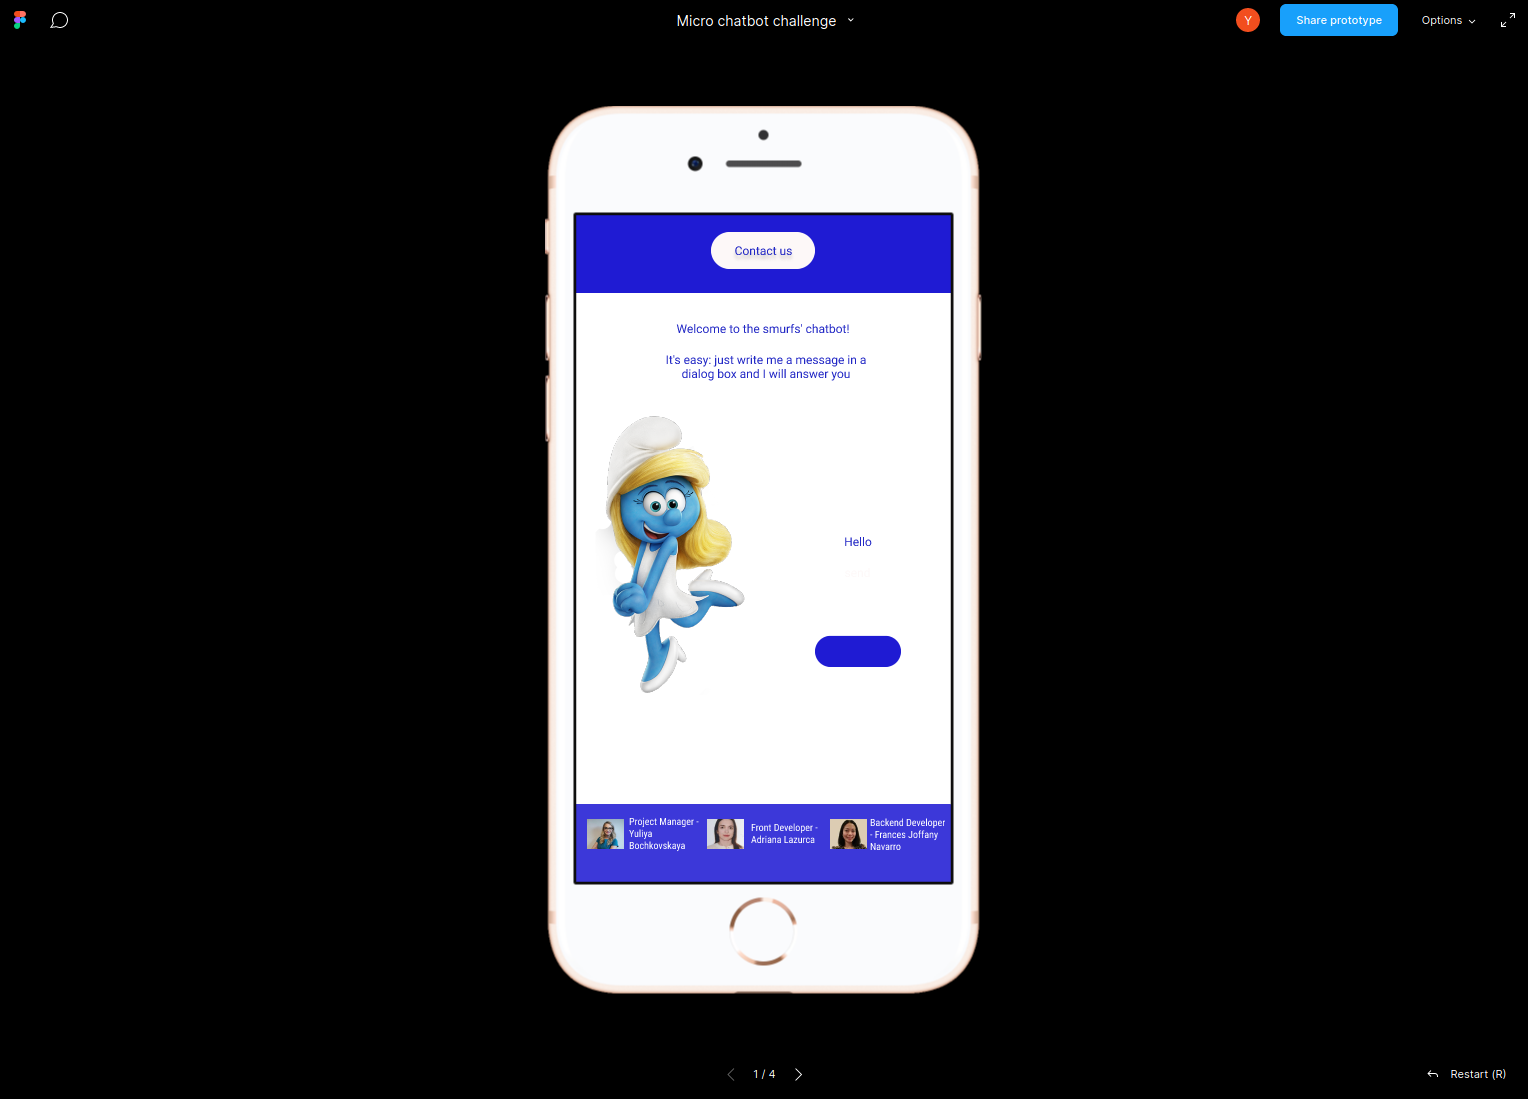 Micro chatbot challenge
Y
Share prototype
Options
Contact us
Welcome to the smurfs' chatbot!
It's easy: just write me a message in a
dialog box and I will answer you
Hello
Project Manager -
Yuliya
Bochkovskaya
Front Developer -
Adriana Lazurca
Backend Developer
- Frances Joffany
Navarro
1 / 4
Restart (R)